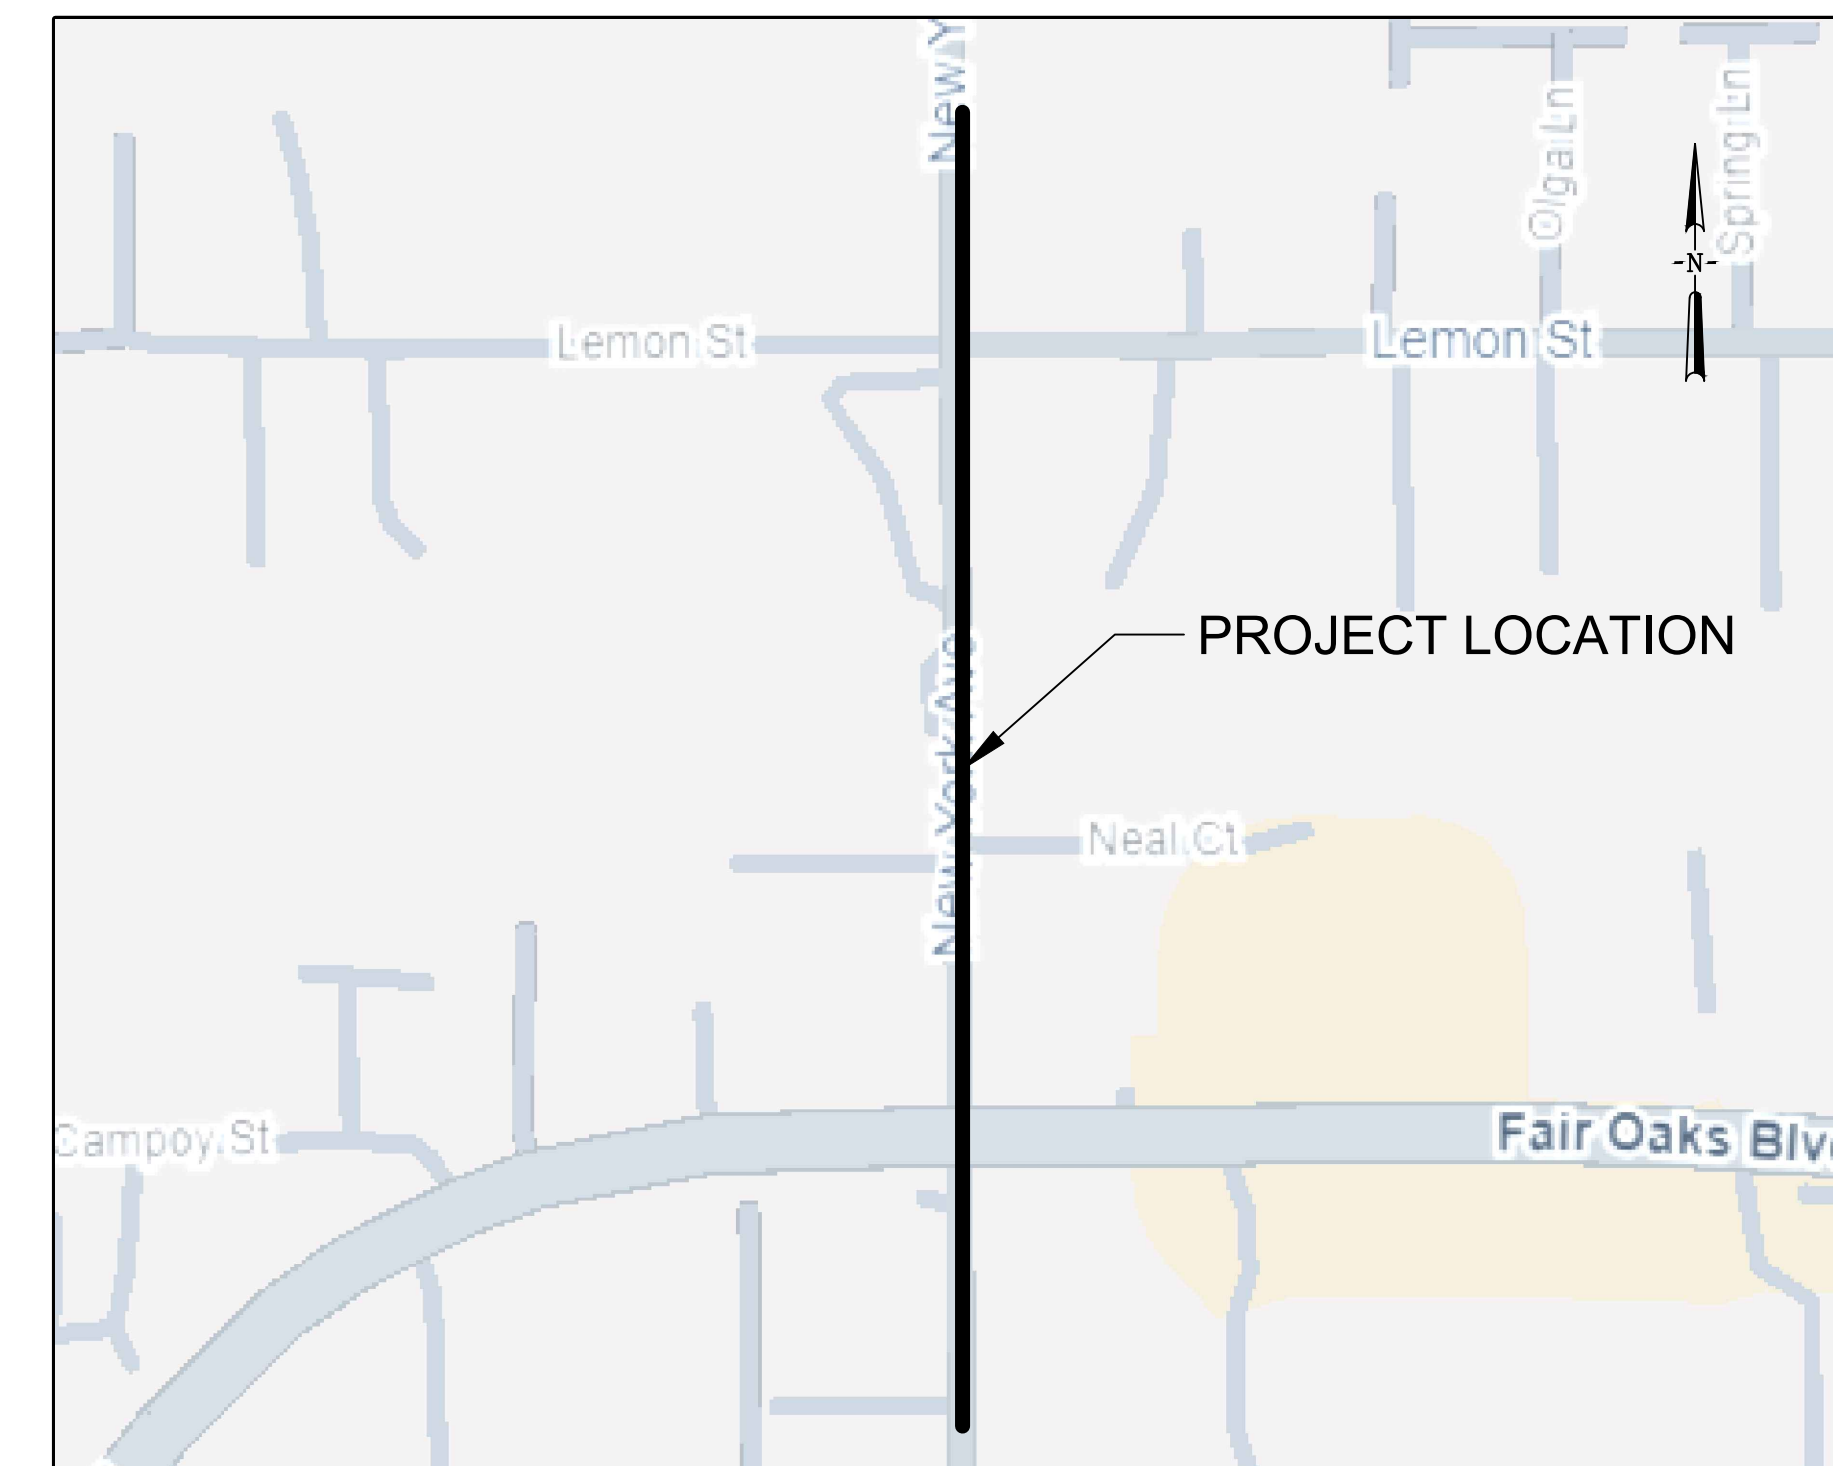 New Y
Olga Ln
Spring Ln
N
Lemon St
Lemon St
PROJECT LOCATION
New York Ave
Neal Ct
Campoy St
Fair Oaks Blv